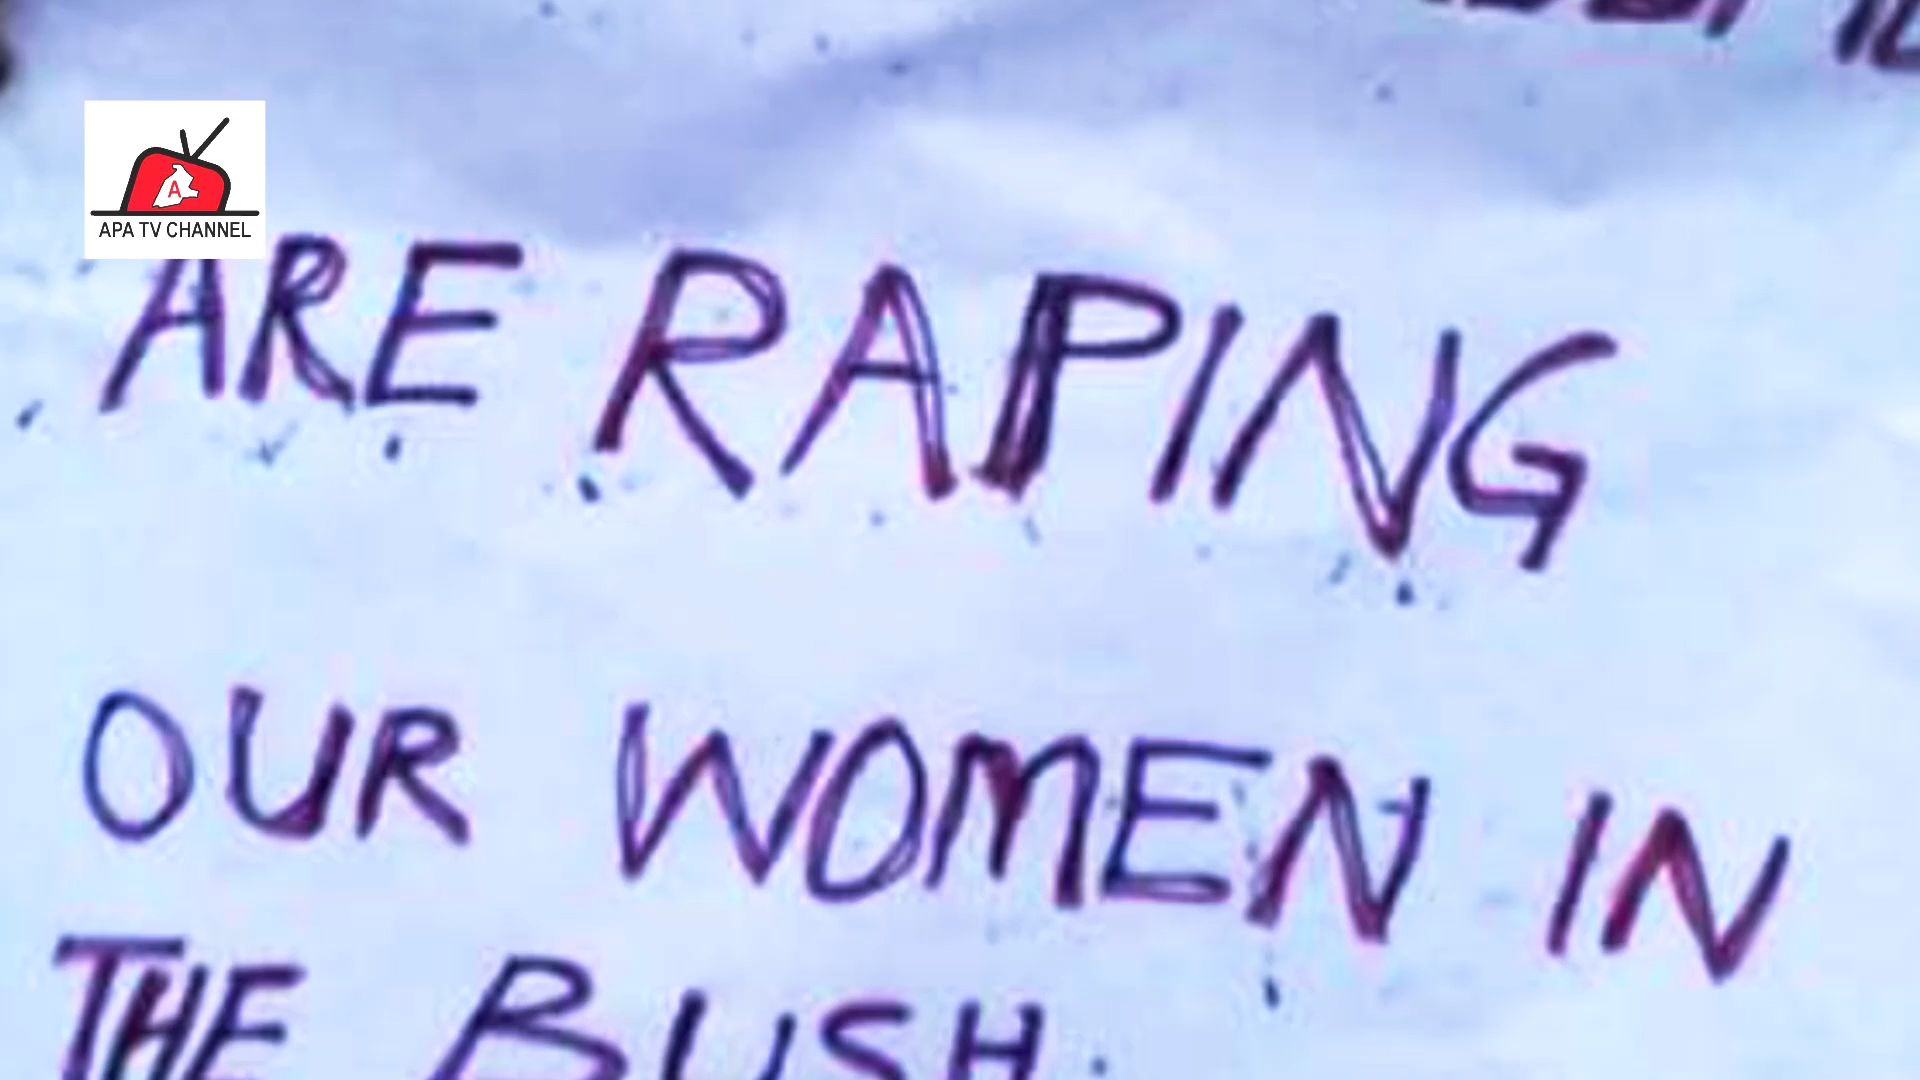 APA TV CHANNEL
ARE RAPING
OUR WOMEN IN
THE BUSH.